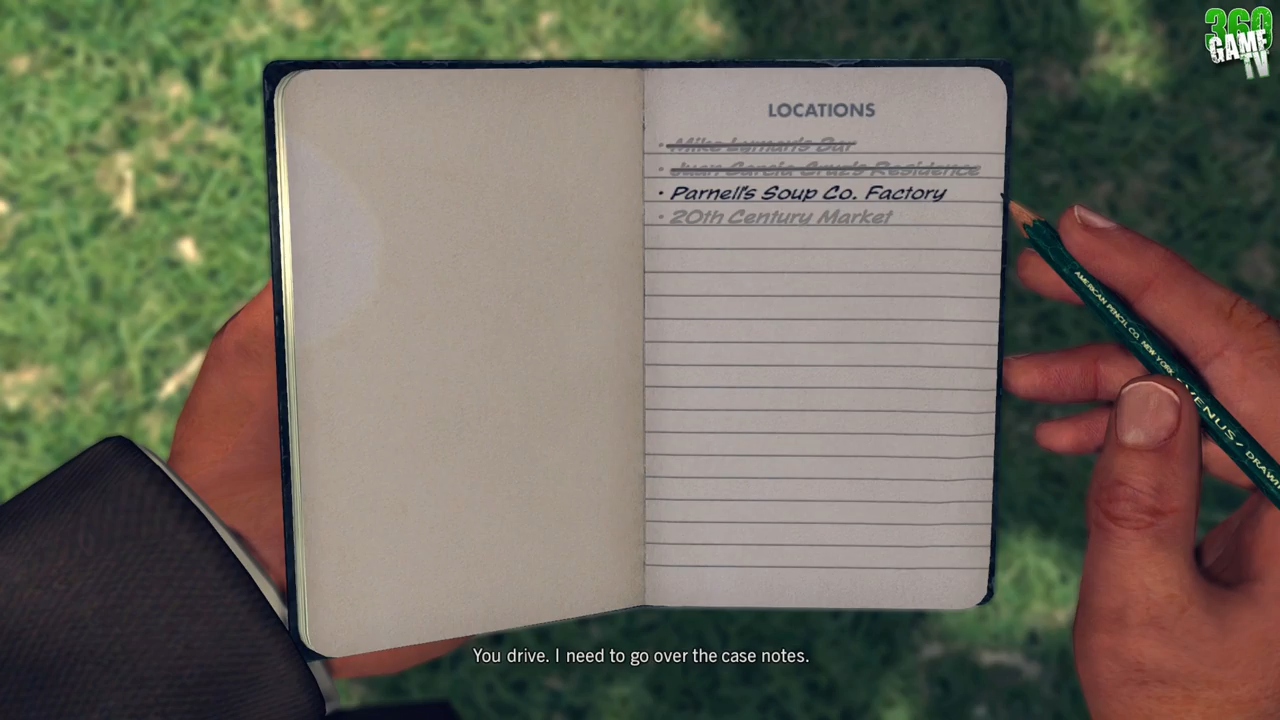 360
GAME
TV
LOCATIONS
· Mike Leman's Bar
· Juan Garcia Cruz's Residence
· Parnell's Soup Co. Factory
· 20th Century Market
AMERICAN PENCIL CO. NEW YORK VENUS / DRAWI
You drive. I need to go over the case notes.